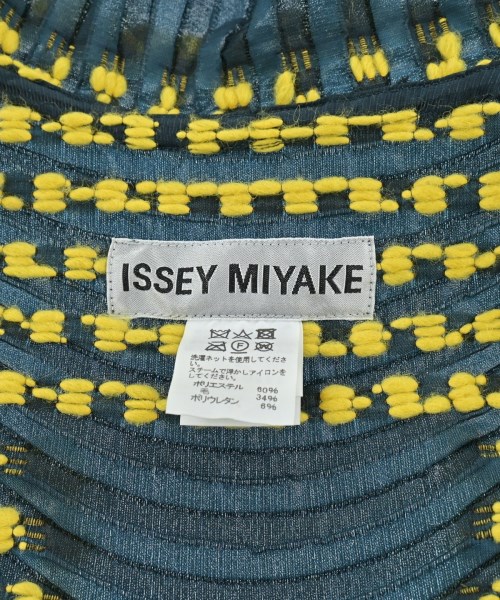 ISSEY MIYAKE
洗濯ネットを使用してくださ
い。
スチームで浮かしアイロンを
してください。
ポリエステル 60%
毛 34%
ポリウレタン 6%